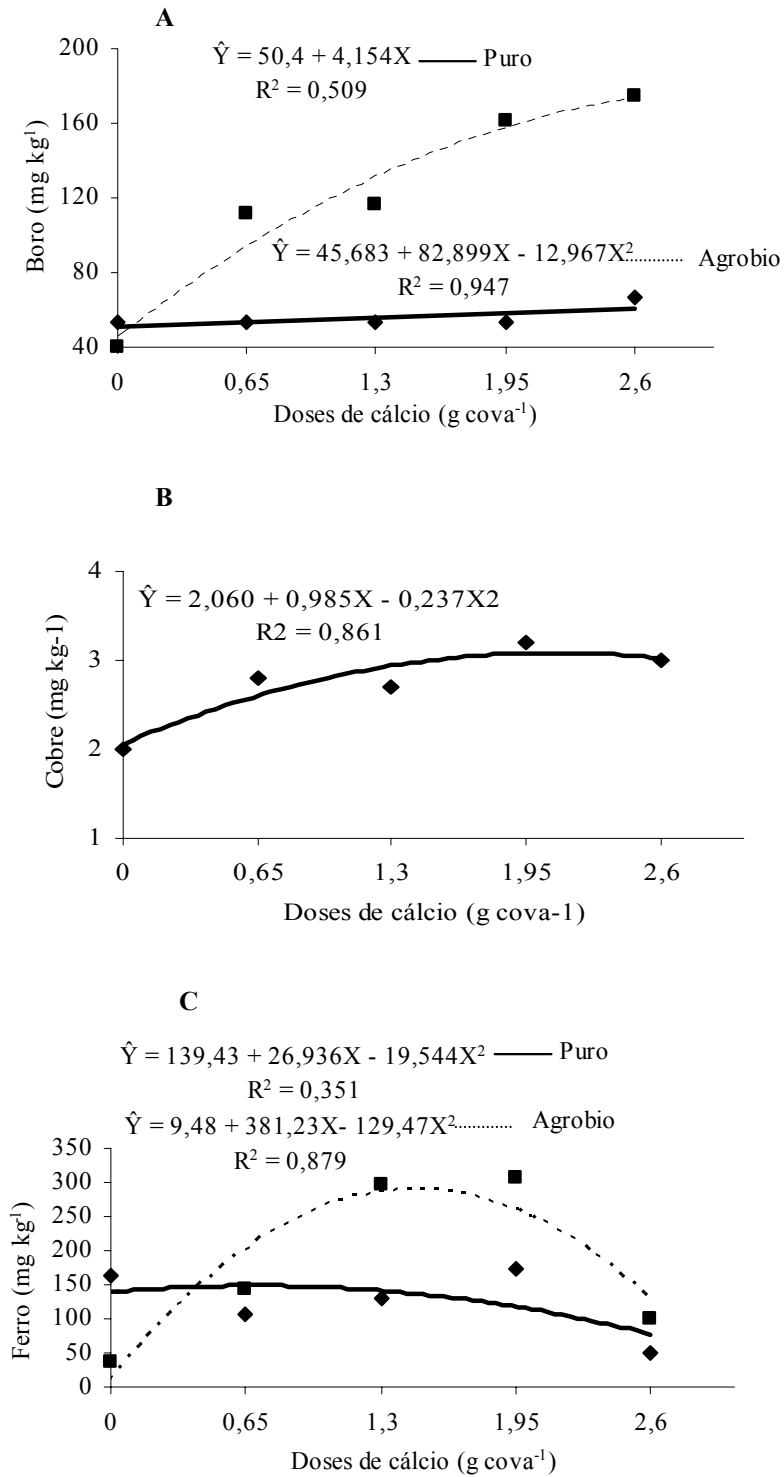 A
Ŷ = 50,4 + 4,154X Puro
R² = 0,509
200
160
120
80
40
Boro (mg kg¹)
Ŷ = 45,683 + 82,899X - 12,967X² Agrobio
R² = 0,947
0 0,65 1,3 1,95 2,6
Doses de cálcio (g cova⁻¹)
B
Ŷ = 2,060 + 0,985X - 0,237X2
R2 = 0,861
4
3
2
1
Cobre (mg kg-1)
0 0,65 1,3 1,95 2,6
Doses de cálcio (g cova-1)
C
Ŷ = 139,43 + 26,936X - 19,544X² Puro
R² = 0,351
Ŷ = 9,48 + 381,23X- 129,47X² Agrobio
R² = 0,879
350
300
250
200
150
100
50
0
Ferro (mg kg¹)
0 0,65 1,3 1,95 2,6
Doses de cálcio (g cova⁻¹)